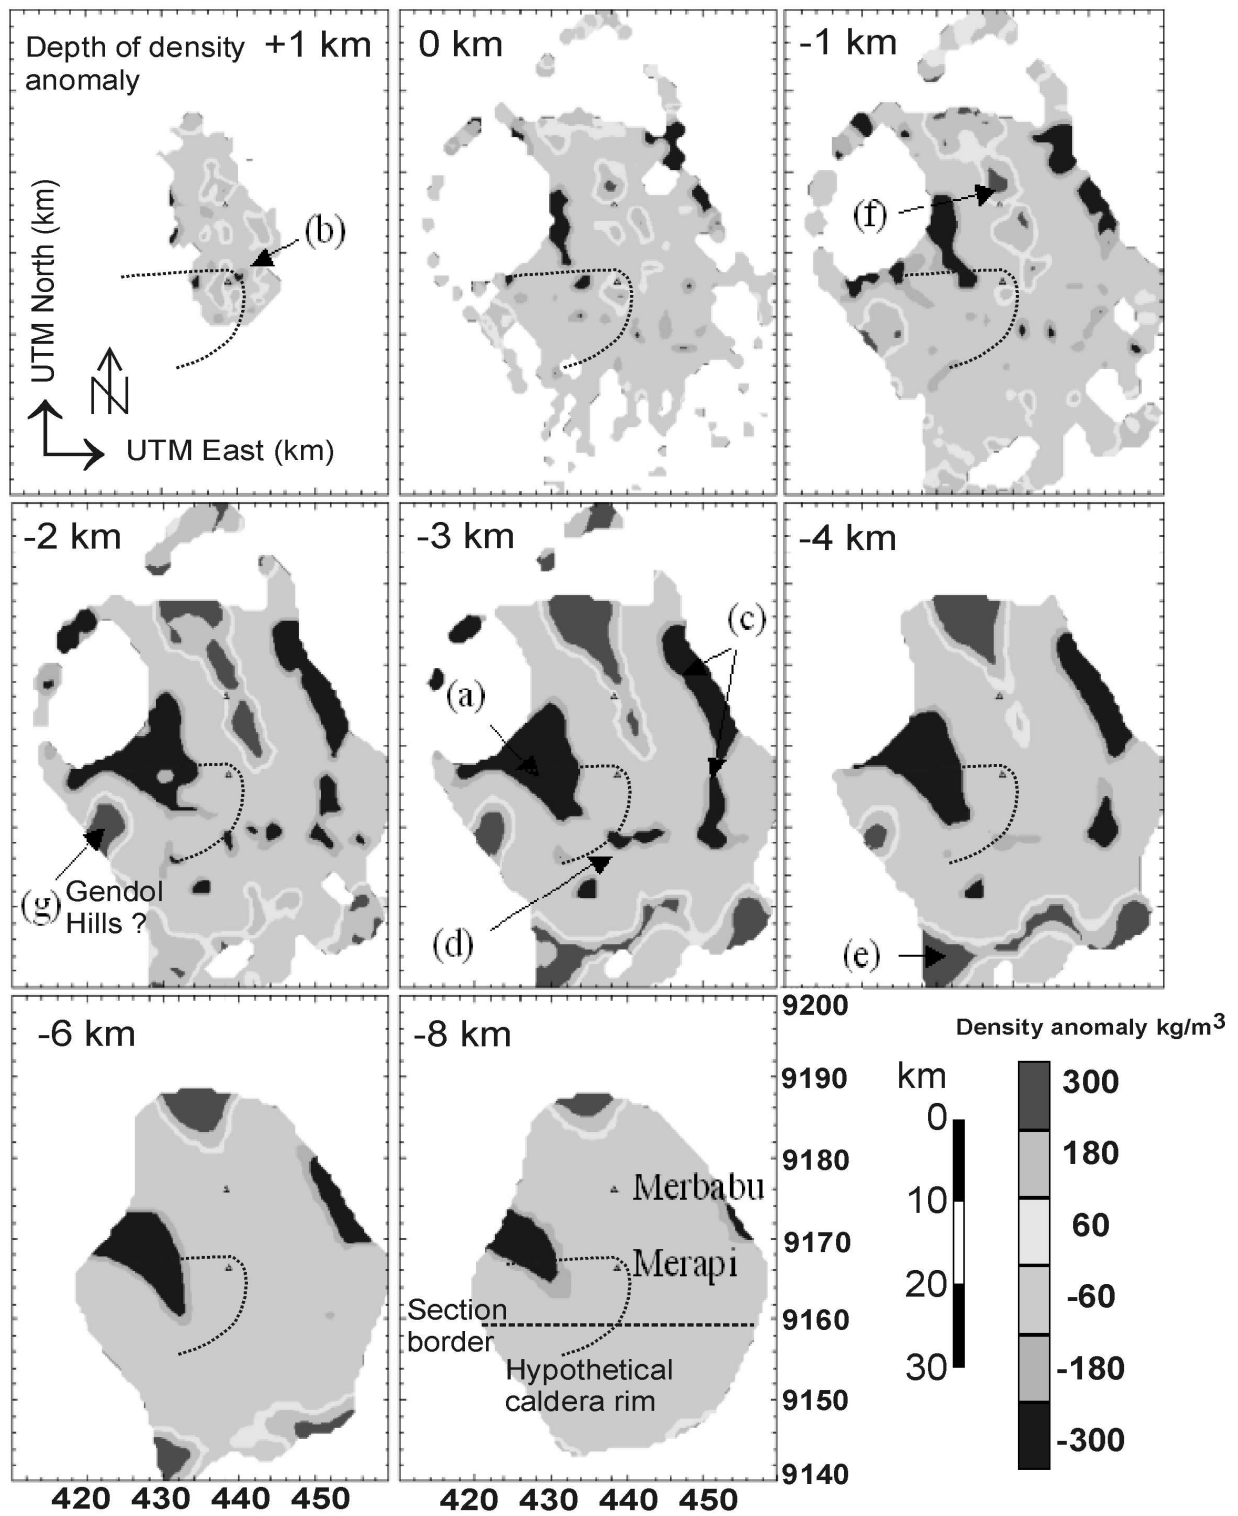 Depth of density +1 km
anomaly
0 km
-1 km
(b)
(f)
UTM North (km)
N
UTM East (km)
-2 km
-3 km
-4 km
(c)
(a)
(g) Gendol
Hills ?
(d)
(e)
-6 km
-8 km
9200
9190
9180
9170
9160
9150
9140
Merbabu
Merapi
Section
border
Hypothetical
caldera rim
420 430 440 450
420 430 440 450
km
0
10
20
30
Density anomaly kg/m3
300
180
60
-60
-180
-300